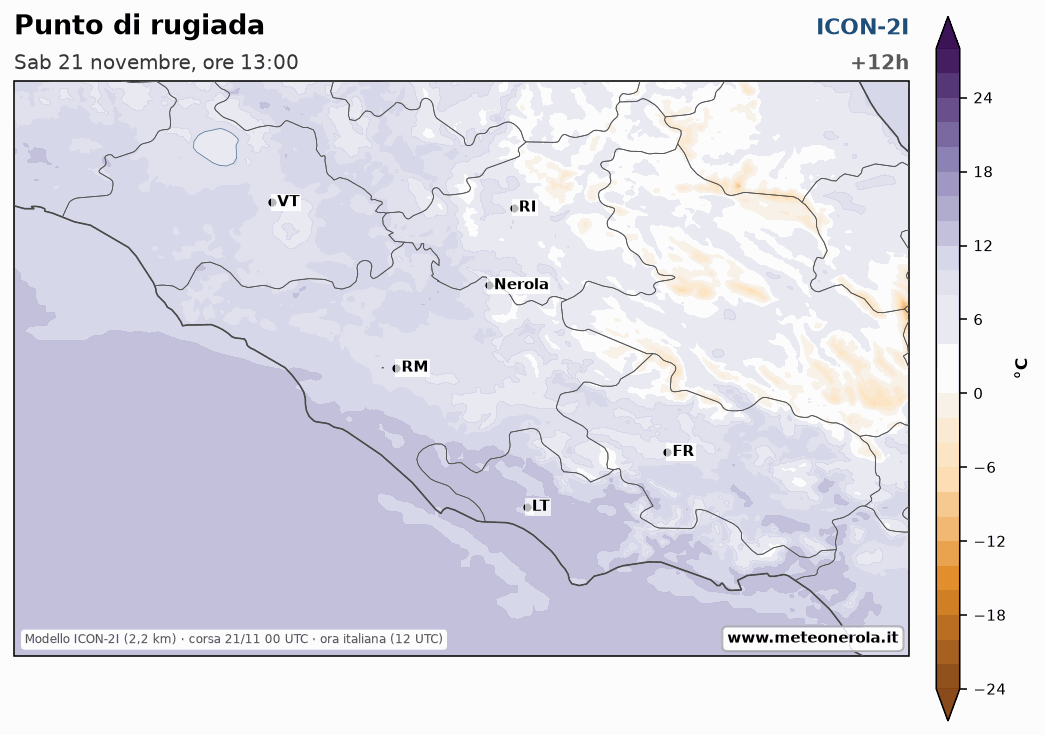 Punto di rugiada
ICON-2I
Sab 21 novembre, ore 13:00
+12h
VT
RI
Nerola
RM
FR
LT
24
18
12
6
0
−6
−12
−18
−24
°C
Modello ICON-2I (2,2 km) · corsa 21/11 00 UTC · ora italiana (12 UTC)
www.meteonerola.it